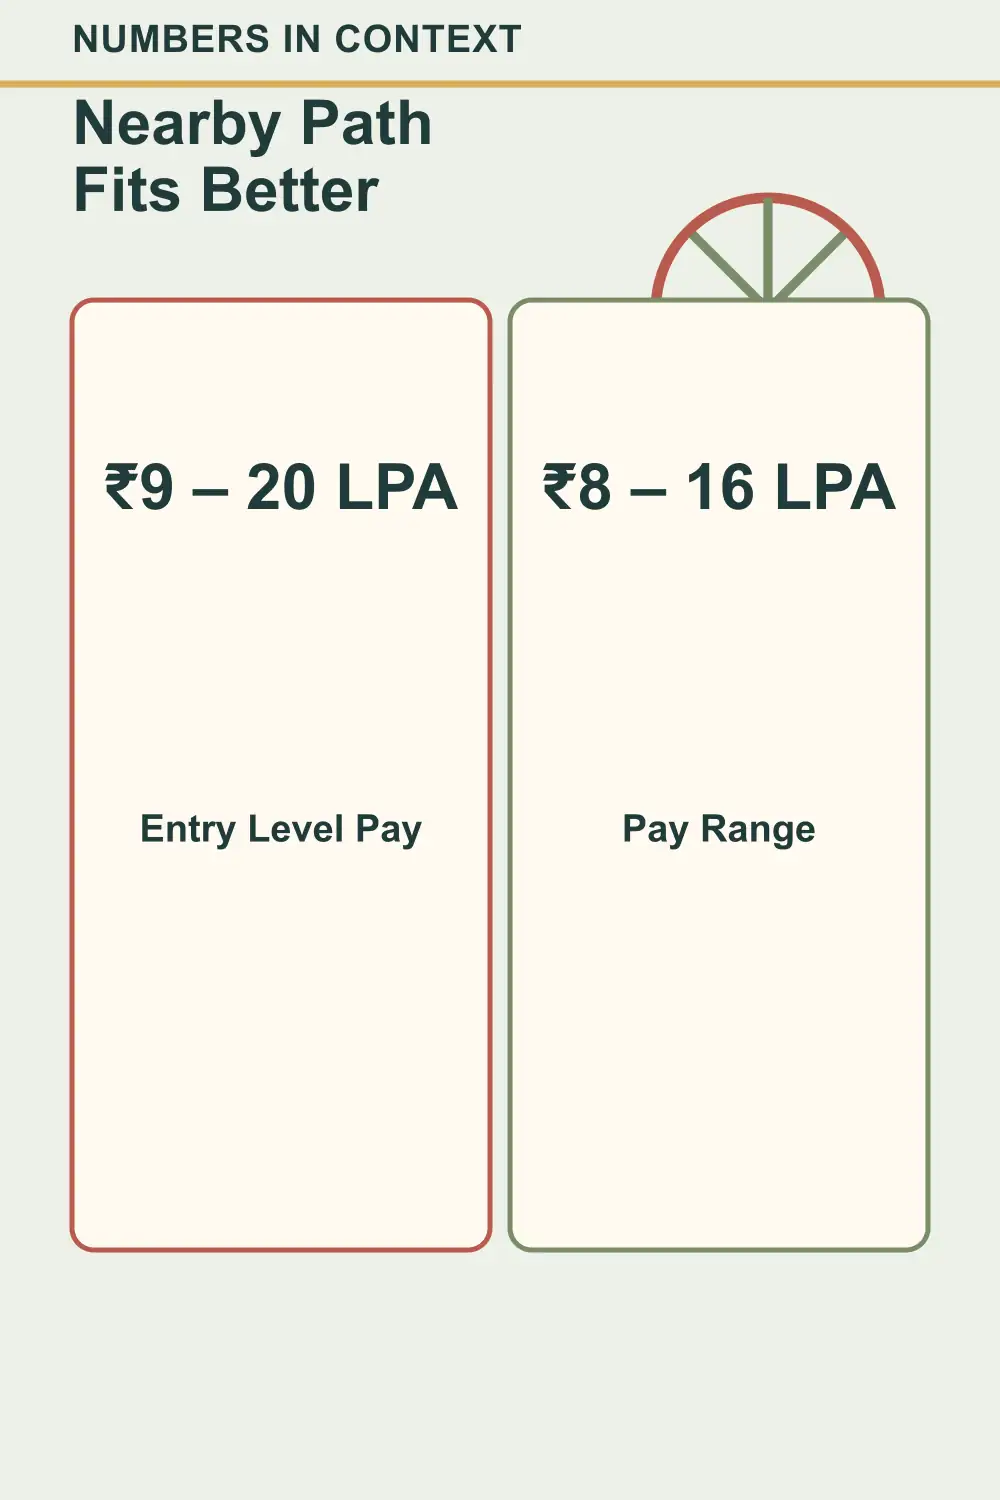 NUMBERS IN CONTEXT
Nearby Path
Fits Better
₹9 – 20 LPA
Entry Level Pay
₹8 – 16 LPA
Pay Range